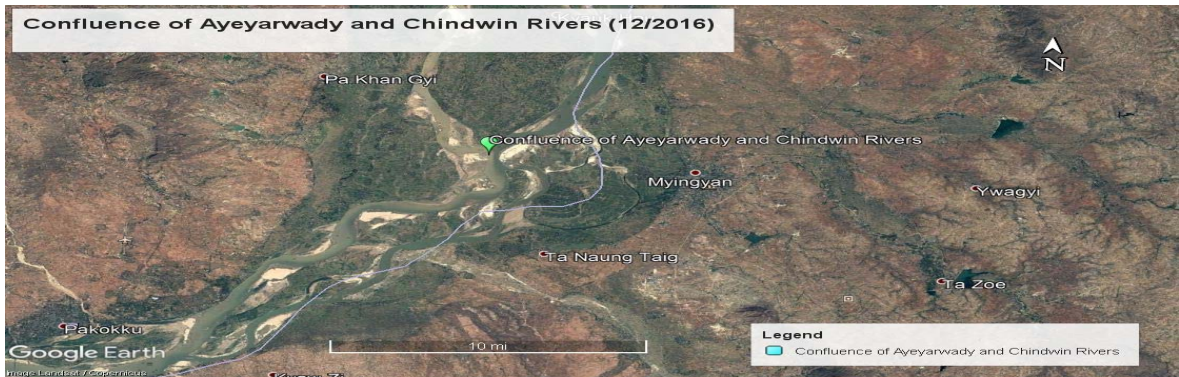 Confluence of Ayeyarwady and Chindwin Rivers (12/2016)
N
Pa Khan Gyi
Confluence of Ayeyarwady and Chindwin Rivers
Myingyan
Ywagyi
Ta Naung Taig
Ta Zoe
Pakokku
Legend
Confluence of Ayeyarwady and Chindwin Rivers
10 mi
Google Earth
Image Landsat / Copernicus